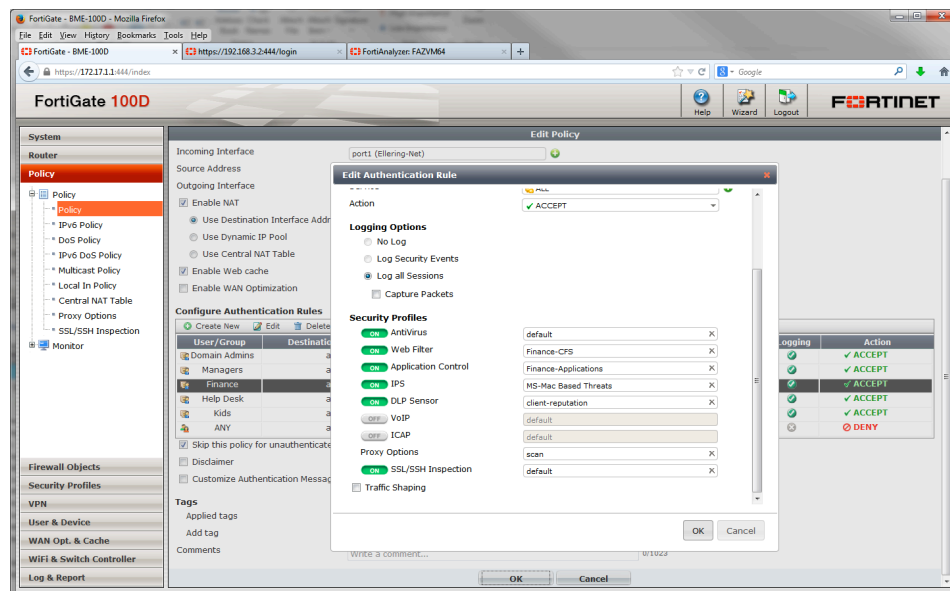 FortiGate - BME-100D - Mozilla Firefox
File Edit View History Bookmarks Tools Help
FortiGate - BME-100D
https://192.168.3.2:444/login
FortiAnalyzer: FAZVM64
https://172.17.1.1:444/index
Google
FortiGate 100D
Help
Wizard
Logout
FORTINET
System
Router
Policy
Policy
Policy
IPv6 Policy
DoS Policy
IPv6 DoS Policy
Multicast Policy
Local In Policy
Central NAT Table
Proxy Options
SSL/SSH Inspection
Monitor
Firewall Objects
Security Profiles
VPN
User & Device
WAN Opt. & Cache
WiFi & Switch Controller
Log & Report
Edit Policy
Incoming Interface
port1 (Ellering-Net)
Source Address
Outgoing Interface
Enable NAT
Use Destination Interface Addr
Use Dynamic IP Pool
Use Central NAT Table
Enable Web cache
Enable WAN Optimization
Configure Authentication Rules
Create New Edit Delete
User/Group Destinatio
Logging Action
Domain Admins a ACCEPT
Managers a ACCEPT
Finance a ACCEPT
Help Desk a ACCEPT
Kids a ACCEPT
ANY a DENY
Skip this policy for unauthenticate
Disclaimer
Customize Authentication Messag
Tags
Applied tags
Add tag
Comments
Write a comment...
0/1023
OK Cancel
Edit Authentication Rule
Action
ACCEPT
Logging Options
No Log
Log Security Events
Log all Sessions
Capture Packets
Security Profiles
ON AntiVirus default
ON Web Filter Finance-CFS
ON Application Control Finance-Applications
ON IPS MS-Mac Based Threats
ON DLP Sensor client-reputation
OFF VoIP default
OFF ICAP default
Proxy Options scan
ON SSL/SSH Inspection default
Traffic Shaping
OK Cancel